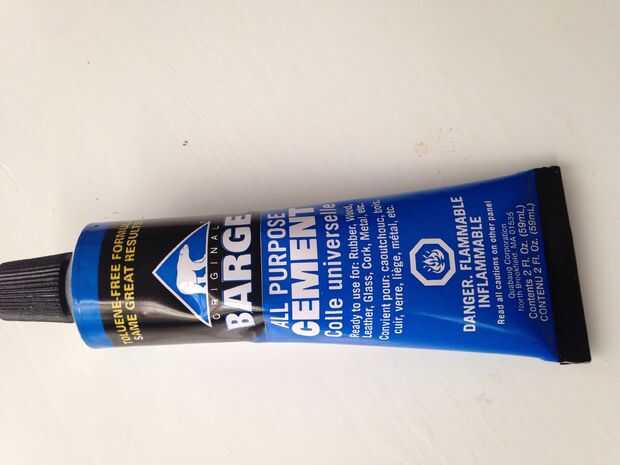 TOLUENE-FREE FORMULA
SAME GREAT RESULTS
ORIGINAL
BARGE
ALL PURPOSE
CEMENT
Colle universelle
Ready to use for: Rubber, Wood,
Leather, Glass, Cork, Metal, etc.
Convient pour: caoutchouc, bois,
cuir, verre, liège, métal, etc.
DANGER. FLAMMABLE
INFLAMMABLE
Read all cautions on other panel
Quabaug Corporation
North Brookfield, MA 01535
Contents 2 Fl. Oz. (59mL)
CONTENU 2 FL. Oz. (59mL)